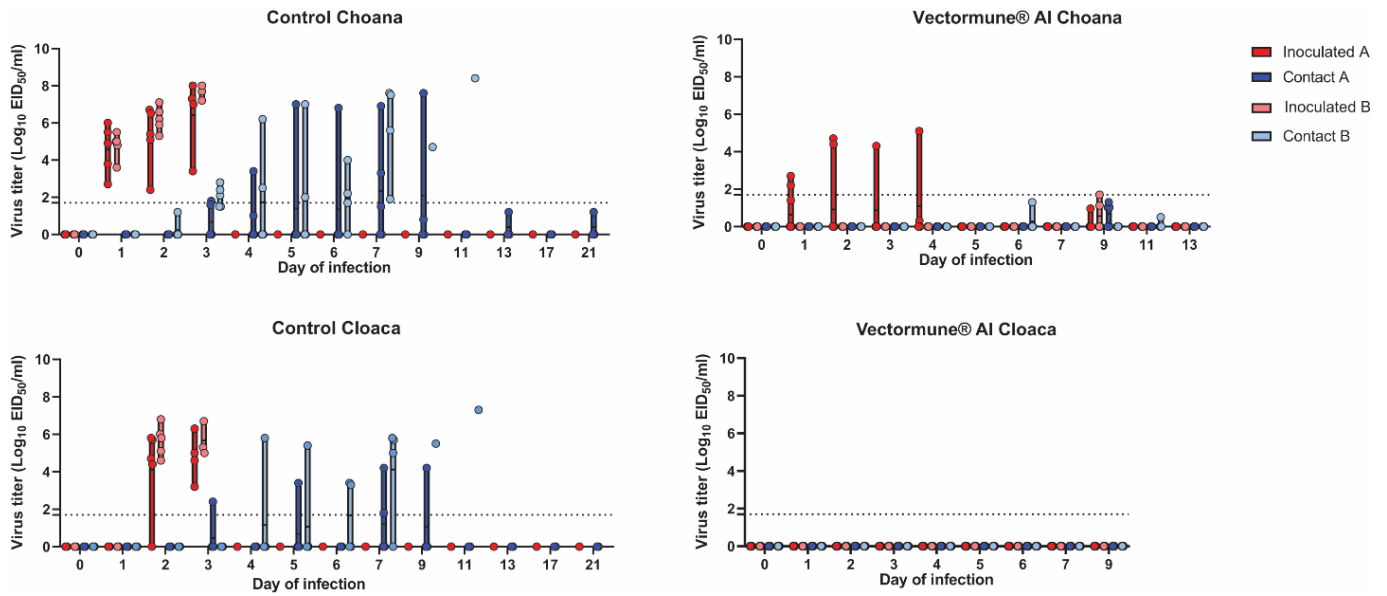 Control Choana
Virus titer (Log10 EID50/ml)
10
8
6
4
2
0
0 1 2 3 4 5 6 7 9 11 13 17 21
Day of infection
Vectormune® AI Choana
Virus titer (Log10 EID50/ml)
10
8
6
4
2
0
0 1 2 3 4 5 6 7 9 11 13
Day of infection
Inoculated A
Contact A
Inoculated B
Contact B
Control Cloaca
Virus titer (Log10 EID50/ml)
10
8
6
4
2
0
0 1 2 3 4 5 6 7 9 11 13 17 21
Day of infection
Vectormune® AI Cloaca
Virus titer (Log10 EID50/ml)
10
8
6
4
2
0
0 1 2 3 4 5 6 7 9
Day of infection